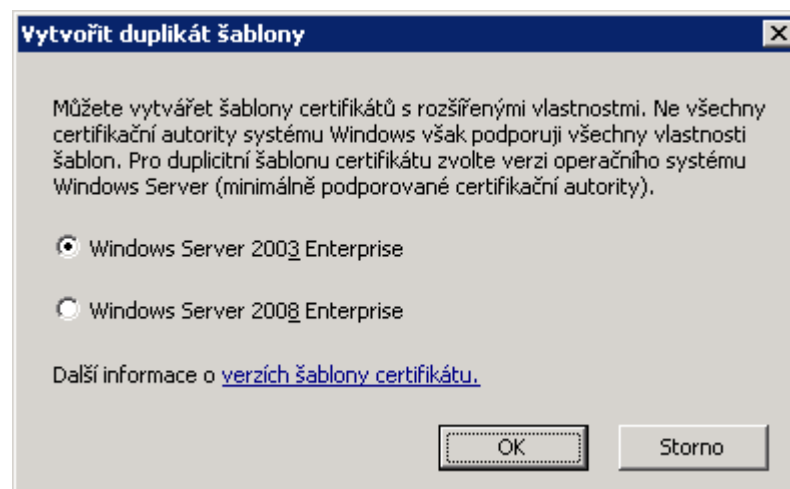 Vytvořit duplikát šablony
Můžete vytvářet šablony certifikátů s rozšířenými vlastnostmi. Ne všechny
certifikační autority systému Windows však podporuji všechny vlastnosti
šablon. Pro duplicitní šablonu certifikátu zvolte verzi operačního systému
Windows Server (minimálně podporované certifikační autority).
Windows Server 2003 Enterprise
Windows Server 2008 Enterprise
Další informace o verzích šablony certifikátu.
OK Storno